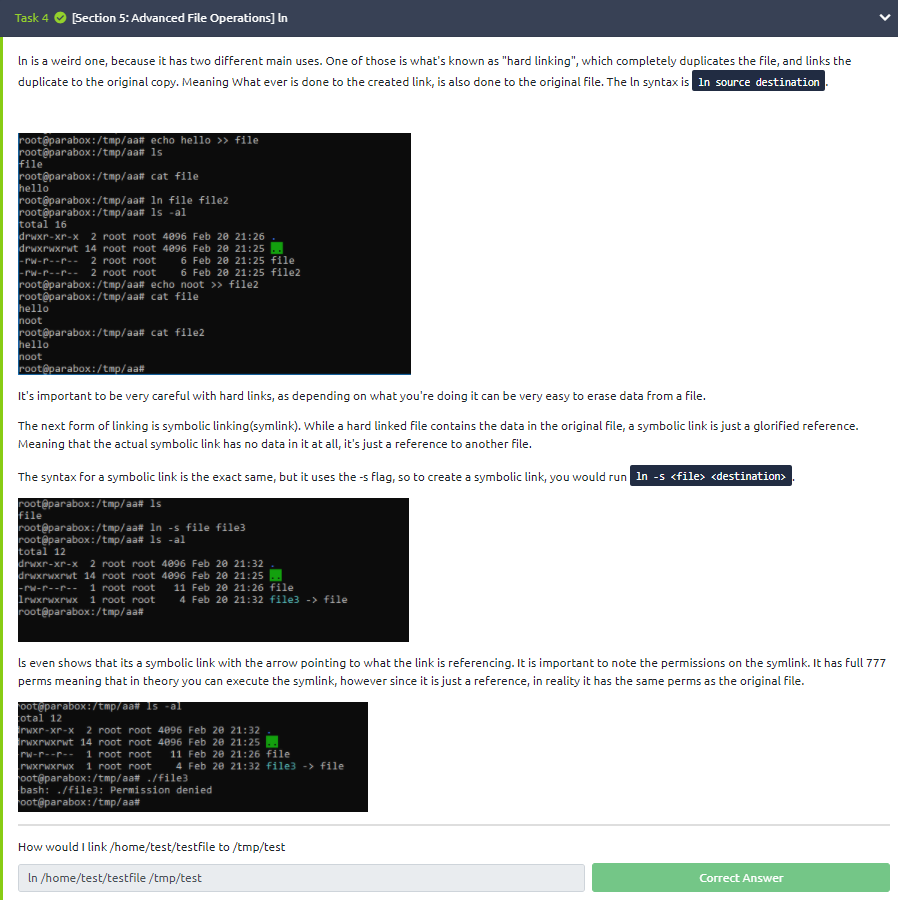 Task 4 [Section 5: Advanced File Operations] ln
ln is a weird one, because it has two different main uses. One of those is what's known as "hard linking", which completely duplicates the file, and links the
duplicate to the original copy. Meaning What ever is done to the created link, is also done to the original file. The ln syntax is ln source destination .
root@parabox:/tmp/aa# echo hello >> file
root@parabox:/tmp/aa# ls
file
root@parabox:/tmp/aa# cat file
hello
root@parabox:/tmp/aa# ln file file2
root@parabox:/tmp/aa# ls -al
total 16
drwxr-xr-x 2 root root 4096 Feb 20 21:26 .
drwxrwxrwt 14 root root 4096 Feb 20 21:25 ..
-rw-r--r-- 2 root root 6 Feb 20 21:25 file
-rw-r--r-- 2 root root 6 Feb 20 21:25 file2
root@parabox:/tmp/aa# echo noot >> file2
root@parabox:/tmp/aa# cat file
hello
noot
root@parabox:/tmp/aa# cat file2
hello
noot
root@parabox:/tmp/aa#
It's important to be very careful with hard links, as depending on what you're doing it can be very easy to erase data from a file.
The next form of linking is symbolic linking(symlink). While a hard linked file contains the data in the original file, a symbolic link is just a glorified reference.
Meaning that the actual symbolic link has no data in it at all, it's just a reference to another file.
The syntax for a symbolic link is the exact same, but it uses the -s flag, so to create a symbolic link, you would run ln -s <file> <destination> .
root@parabox:/tmp/aa# ls
file
root@parabox:/tmp/aa# ln -s file file3
root@parabox:/tmp/aa# ls -al
total 12
drwxr-xr-x 2 root root 4096 Feb 20 21:32 .
drwxrwxrwt 14 root root 4096 Feb 20 21:25 ..
-rw-r--r-- 1 root root 11 Feb 20 21:26 file
lrwxrwxrwx 1 root root 4 Feb 20 21:32 file3 -> file
root@parabox:/tmp/aa#
ls even shows that its a symbolic link with the arrow pointing to what the link is referencing. It is important to note the permissions on the symlink. It has full 777
perms meaning that in theory you can execute the symlink, however since it is just a reference, in reality it has the same perms as the original file.
oot@parabox:/tmp/aa# ls -al
otal 12
rwxr-xr-x 2 root root 4096 Feb 20 21:32 .
rwxrwxrwt 14 root root 4096 Feb 20 21:25 ..
rw-r--r-- 1 root root 11 Feb 20 21:26 file
rwxrwxrwx 1 root root 4 Feb 20 21:32 file3 -> file
oot@parabox:/tmp/aa# ./file3
bash: ./file3: Permission denied
oot@parabox:/tmp/aa#
How would I link /home/test/testfile to /tmp/test
ln /home/test/testfile /tmp/test
Correct Answer